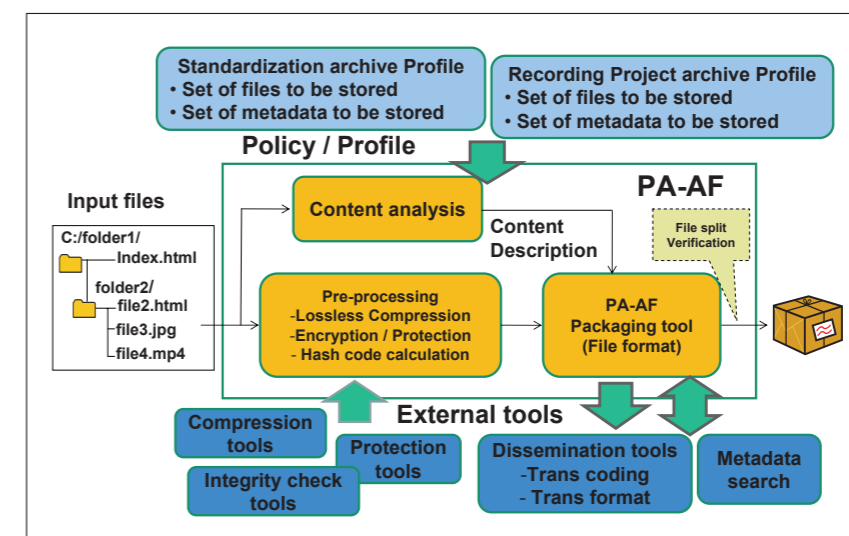 Standardization archive Profile
• Set of files to be stored
• Set of metadata to be stored
Recording Project archive Profile
• Set of files to be stored
• Set of metadata to be stored
Policy / Profile
PA-AF
Input files
C:/folder1/
Index.html
folder2/
file2.html
file3.jpg
file4.mp4
Content analysis
Content
Description
File split
Verification
Pre-processing
-Lossless Compression
-Encryption / Protection
- Hash code calculation
PA-AF
Packaging tool
(File format)
External tools
Compression
tools
Protection
tools
Integrity check
tools
Dissemination tools
-Trans coding
- Trans format
Metadata
search